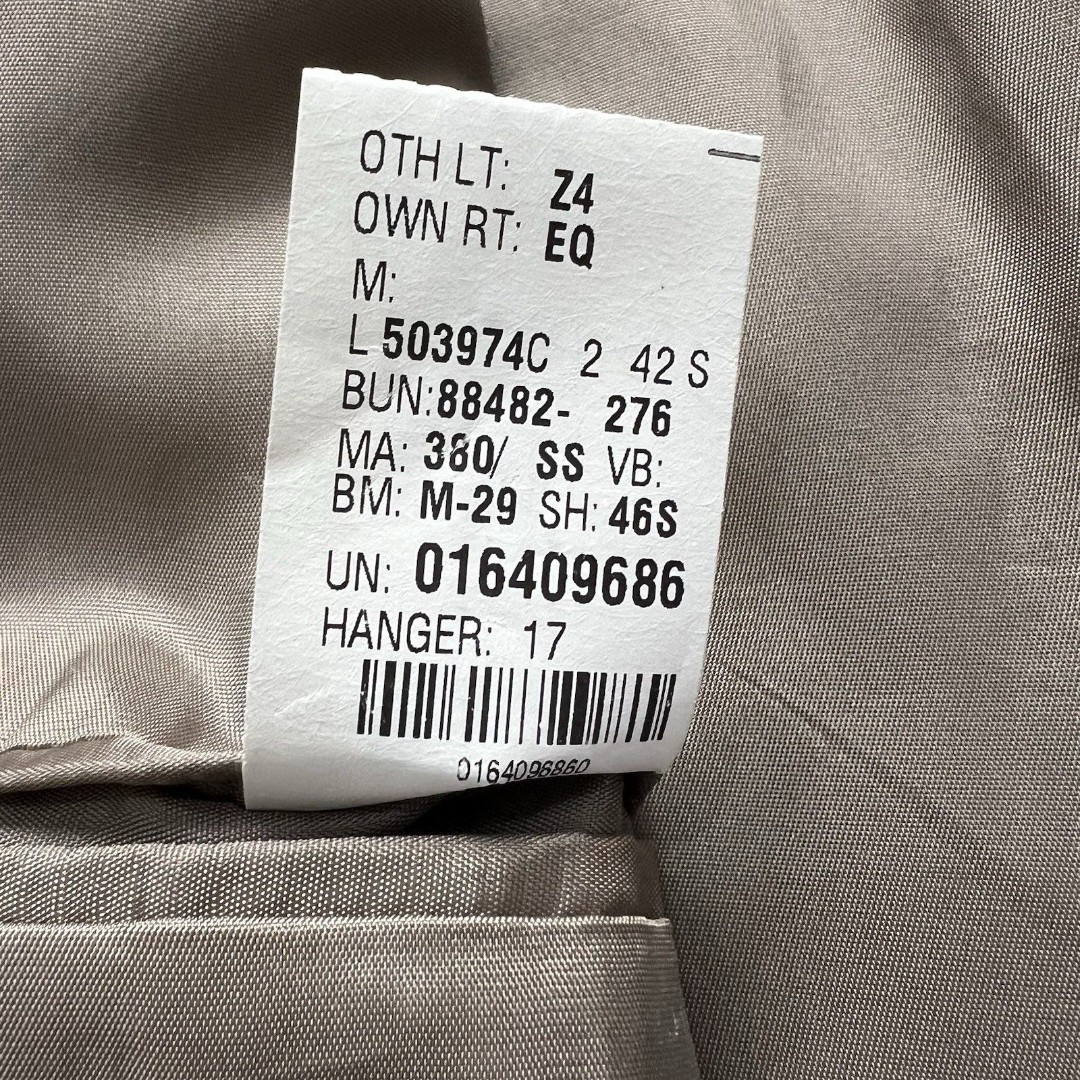 OTH LT: Z4
OWN RT: EQ
M:
L 503974C 2 42 S
BUN:88482- 276
MA: 380/ SS VB:
BM: M-29 SH: 46S
UN: 016409686
HANGER: 17
0164096860